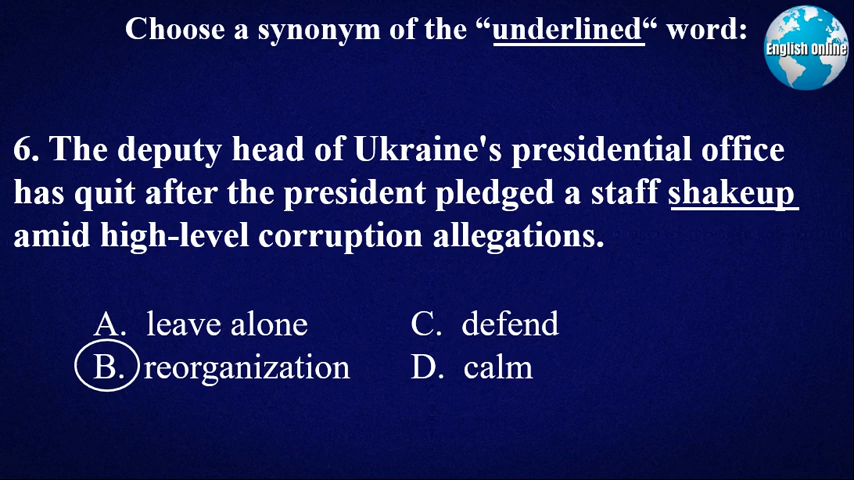 Choose a synonym of the “underlined“ word:
English Online
6. The deputy head of Ukraine's presidential office
has quit after the president pledged a staff shakeup
amid high-level corruption allegations.
A. leave alone C. defend
B. reorganization D. calm